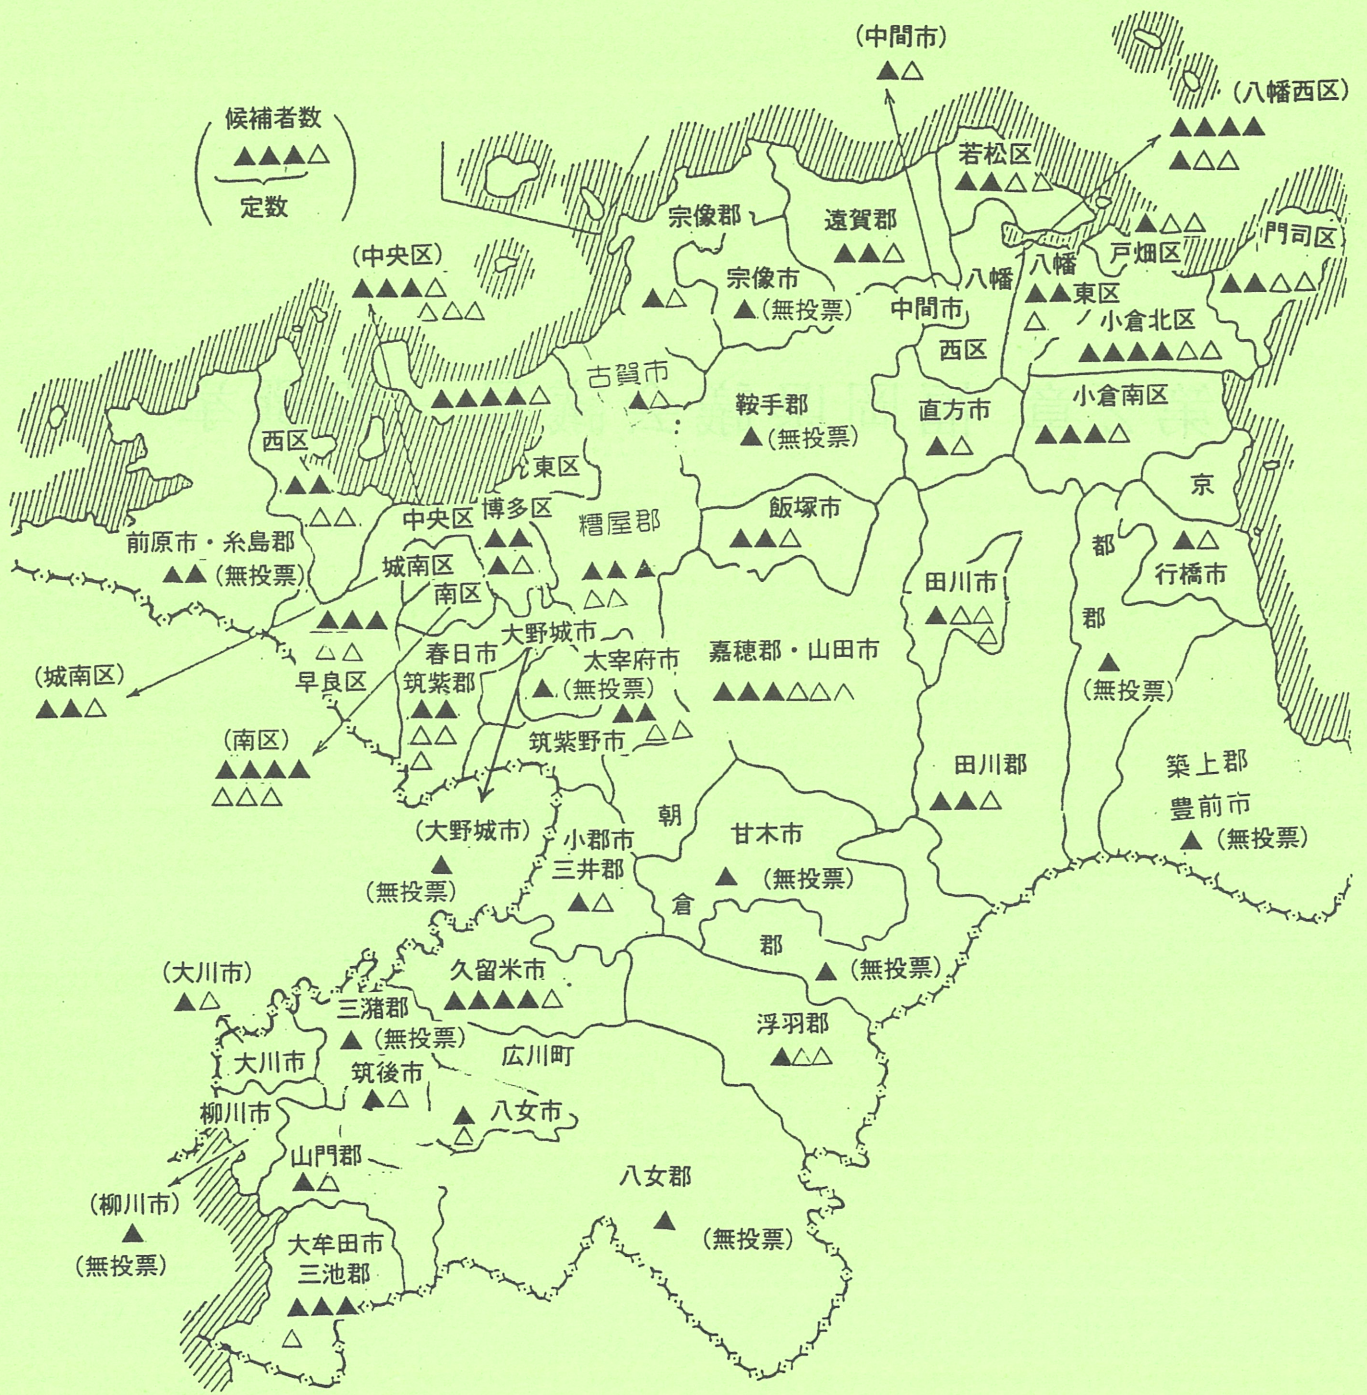 (中間市)
▲△
(八幡西区)
▲▲▲▲
▲△△
候補者数
▲▲▲△
定数
若松区
▲▲△△
宗像郡
▲△
遠賀郡
▲▲△
▲△△
戸畑区
門司区
▲▲△△
(中央区)
▲▲▲△
△△△
宗像市
▲(無投票)
中間市
八幡
西区
八幡
▲▲東区
△
小倉北区
▲▲▲▲△△
古賀市
▲△
▲▲▲▲△
東区
鞍手郡
▲(無投票)
直方市
▲△
小倉南区
▲▲▲△
西区
▲▲
△△
中央区
博多区
▲▲
▲△
糟屋郡
▲▲▲
△△
飯塚市
▲▲△
京
都
郡
▲
(無投票)
▲△
行橋市
前原市・糸島郡
▲▲(無投票)
城南区
南区
田川市
▲△△
△
▲▲▲
△△
早良区
大野城市
春日市
筑紫郡
▲▲
△△
△
太宰府市
▲(無投票)
▲▲
△△
筑紫野市
嘉穂郡・山田市
▲▲▲△△
(城南区)
▲▲△
(南区)
▲▲▲▲
△△△
田川郡
▲▲△
築上郡
豊前市
▲(無投票)
(大野城市)
▲
(無投票)
小郡市
三井郡
▲△
朝
倉
郡
▲(無投票)
甘木市
▲(無投票)
(大川市)
▲△
久留米市
▲▲▲▲△
三潴郡
▲(無投票)
大川市
筑後市
▲△
広川町
浮羽郡
▲△△
柳川市
八女市
▲
△
山門郡
▲△
(柳川市)
▲
(無投票)
八女郡
▲(無投票)
大牟田市
三池郡
▲▲▲
△